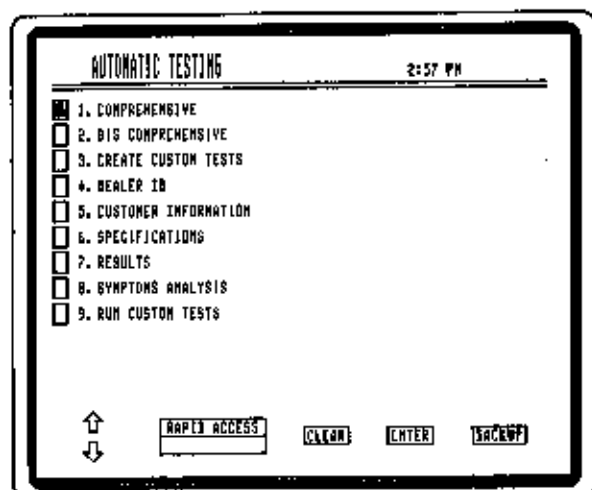 AUTOMATIC TESTING 2:57 PM
1. COMPREHENSIVE
2. DIS COMPREHENSIVE
3. CREATE CUSTOM TESTS
4. DEALER ID
5. CUSTOMER INFORMATION
6. SPECIFICATIONS
7. RESULTS
8. SYMPTOMS ANALYSIS
9. RUN CUSTOM TESTS
RAPID ACCESS CLEAR ENTER BACKUP